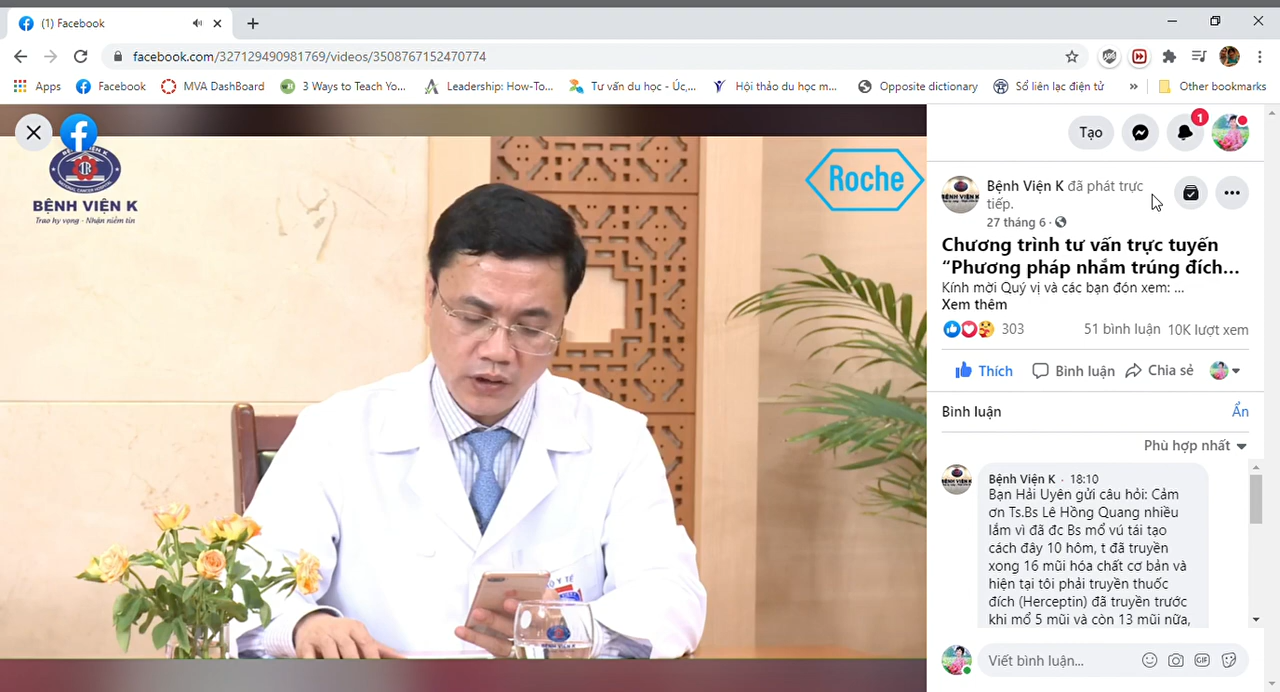 (1) Facebook
facebook.com/327129490981769/videos/3508767152470774
Apps
Facebook
MVA DashBoard
3 Ways to Teach Yo...
Leadership: How-To...
Tư vấn du học - Úc,...
Hội thảo du học m...
Opposite dictionary
Sổ liên lạc điện tử
»
Other bookmarks
BỆNH VIỆN K
NATIONAL CANCER HOSPITAL
BỆNH VIỆN K
Trao hy vọng - Nhận niềm tin
Roche
Tạo
1
Bệnh Viện K đã phát trực
tiếp.
27 tháng 6 ·
Chương trình tư vấn trực tuyến
“Phương pháp nhắm trúng đích...
Kính mời Quý vị và các bạn đón xem: ...
Xem thêm
303
51 bình luận
10K lượt xem
Thích
Bình luận
Chia sẻ
Bình luận
Ẩn
Phù hợp nhất
Bệnh Viện K · 18:10
Bạn Hải Uyên gửi câu hỏi: Cảm
ơn Ts.Bs Lê Hồng Quang nhiều
lắm vì đã đc Bs mổ vú tái tạo
cách đây 10 hôm, t đã truyền
xong 16 mũi hóa chất cơ bản và
hiện tại tôi phải truyền thuốc
đích (Herceptin) đã truyền trước
khi mổ 5 mũi và còn 13 mũi nữa,
Viết bình luận...
GIF